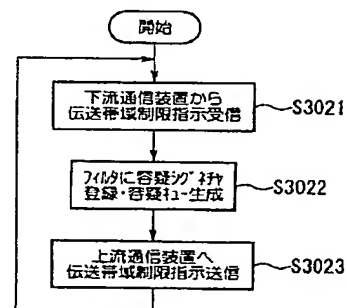 開始
下流通信装置から
伝送帯域制限指示受信
S3021
フィルタに容疑シグネチャ
登録・容疑キュー生成
S3022
上流通信装置へ
伝送帯域制限指示送信
S3023